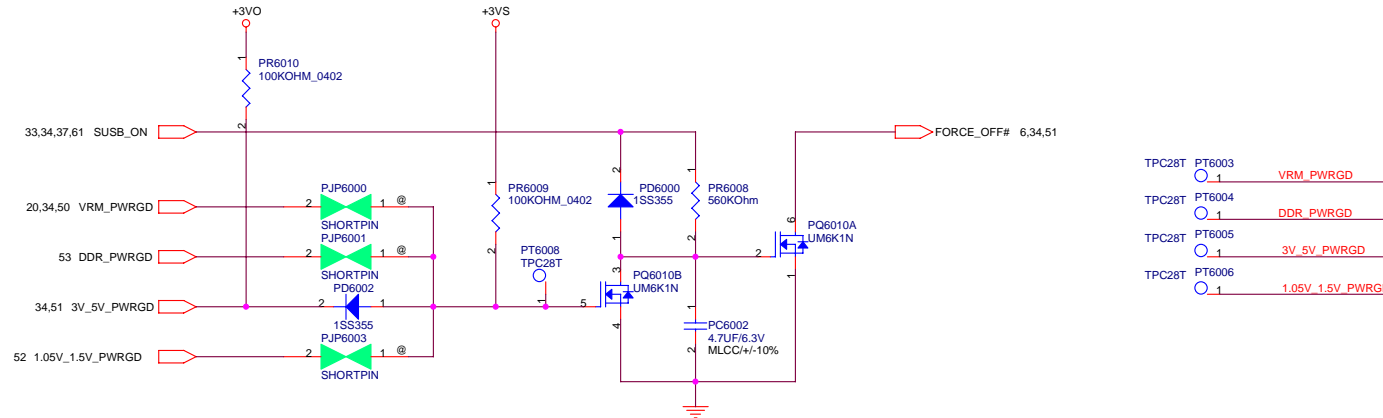 +3VO
+3VS
1
PR6010
100KOHM_0402
2
33,34,37,61 SUSB_ON
FORCE_OFF# 6,34,51
2
PD6000
1SS355
1
1
PR6008
560KOhm
2
1
PR6009
100KOHM_0402
2
PJP6000
20,34,50 VRM_PWRGD
2
1
@
SHORTPIN
PJP6001
53 DDR_PWRGD
2
1
@
SHORTPIN
PD6002
34,51 3V_5V_PWRGD
2
1
1SS355
PJP6003
52 1.05V_1.5V_PWRGD
2
1
@
SHORTPIN
PT6008
TPC28T
1
3
PQ6010B
UM6K1N
5
4
6
PQ6010A
UM6K1N
2
1
1
PC6002
4.7UF/6.3V
MLCC/+/-10%
2
TPC28T PT6003
1
VRM_PWRGD
TPC28T PT6004
1
DDR_PWRGD
TPC28T PT6005
1
3V_5V_PWRGD
TPC28T PT6006
1
1.05V_1.5V_PWRG